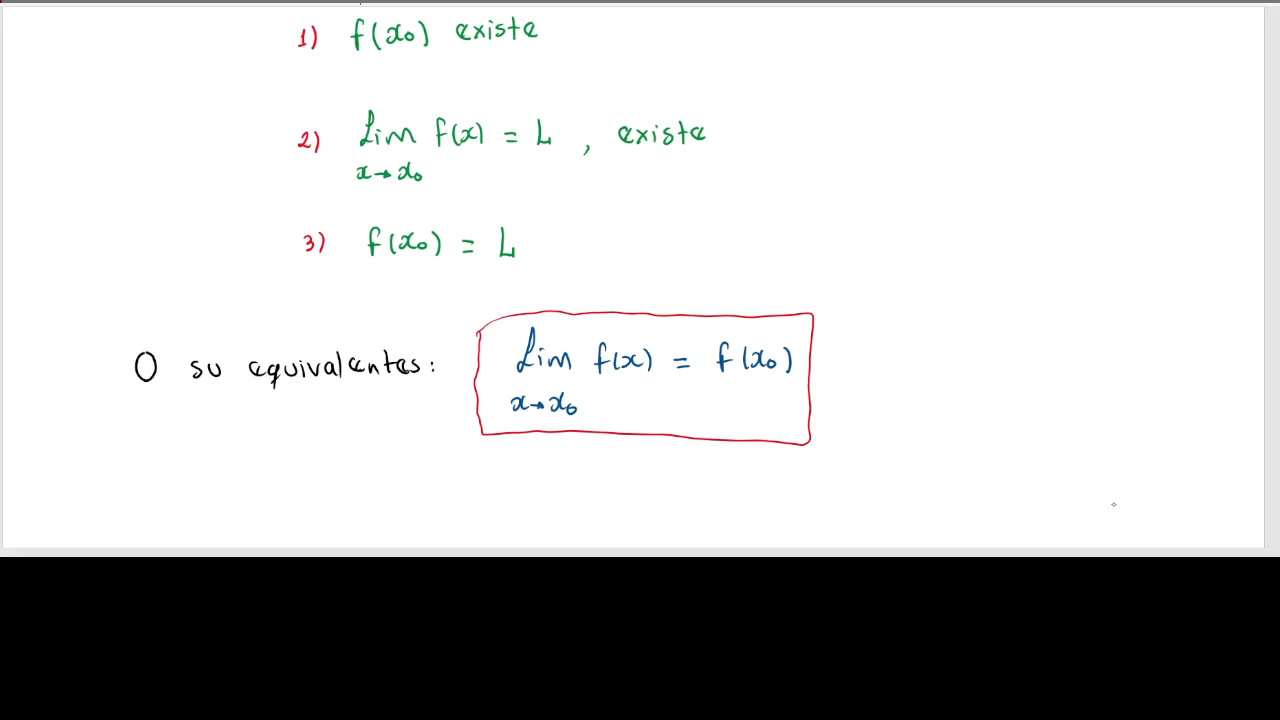 1) f(x₀) existe
2) Lim f(x) = L , existe
x→x₀
3) f(x₀) = L
O su equivalentes: Lim f(x) = f(x₀)
x→x₀